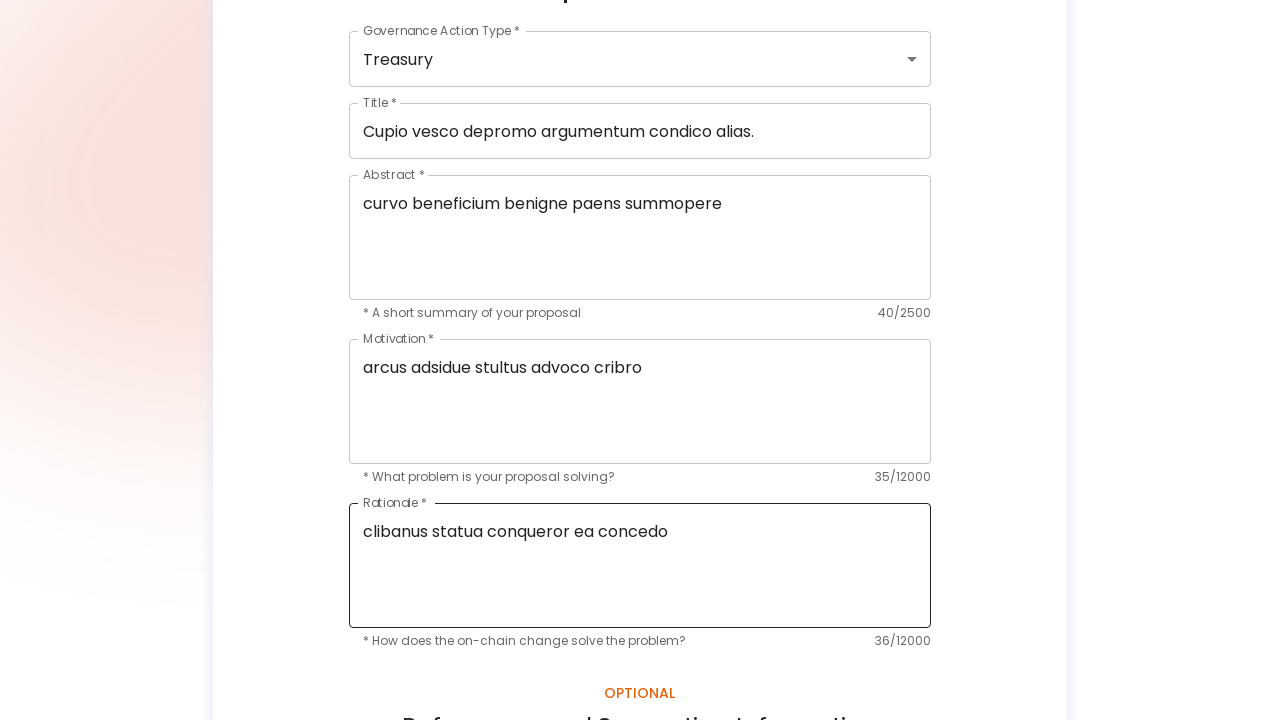 Governance Action Type *
Treasury
Title *
Cupio vesco depromo argumentum condico alias.
Abstract *
curvo beneficium benigne paens summopere
* A short summary of your proposal 40/2500
Motivation *
arcus adsidue stultus advoco cribro
* What problem is your proposal solving? 35/12000
Rationale *
clibanus statua conqueror ea concedo
* How does the on-chain change solve the problem? 36/12000
OPTIONAL